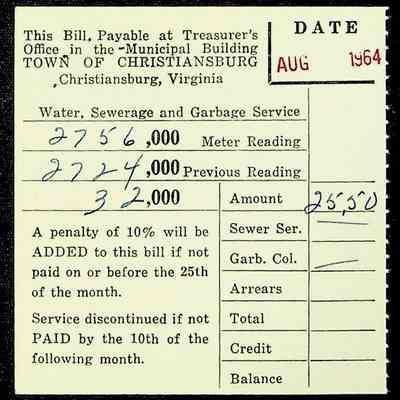 This Bill, Payable at Treasurer's
Office in the Municipal Building
TOWN OF CHRISTIANSBURG
Christiansburg, Virginia
DATE
AUG 1964
Water, Sewerage and Garbage Service
2756,000 Meter Reading
2724,000 Previous Reading
32,000
Amount 25,50
Sewer Ser.
Garb. Col.
Arrears
Total
Credit
Balance
A penalty of 10% will be
ADDED to this bill if not
paid on or before the 25th
of the month.
Service discontinued if not
PAID by the 10th of the
following month.